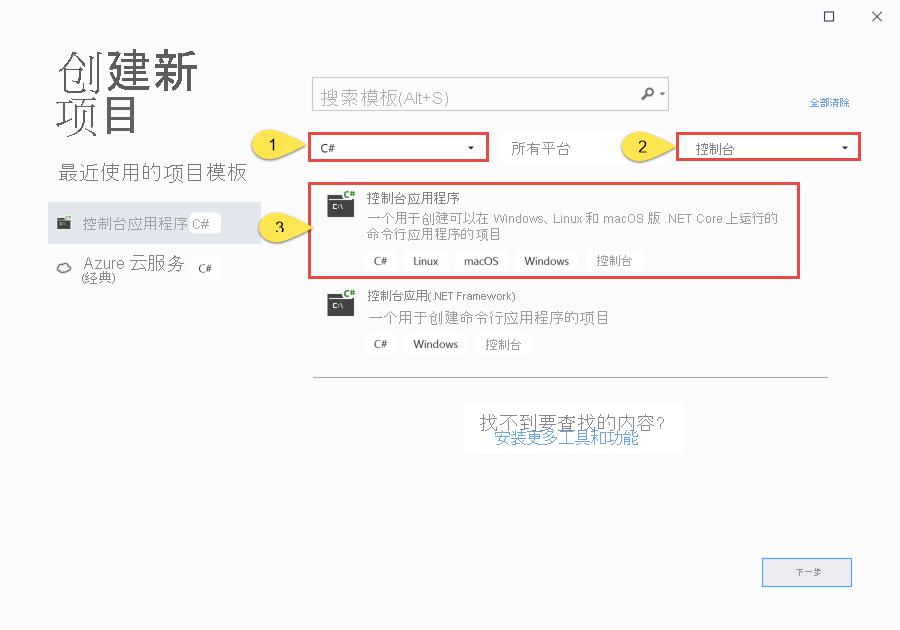 创建新
项目
搜索模板(Alt+S)
全部清除
1
C#
所有平台
2
控制台
最近使用的项目模板
控制台应用程序 C#
Azure 云服务
(经典)
C#
3
C#
E:\
控制台应用程序
一个用于创建可以在 Windows、Linux 和 macOS 版 .NET Core 上运行的
命令行应用程序的项目
C# Linux macOS Windows 控制台
C#
E:\
控制台应用(.NET Framework)
一个用于创建命令行应用程序的项目
C# Windows 控制台
找不到要查找的内容?
安装更多工具和功能
下一步